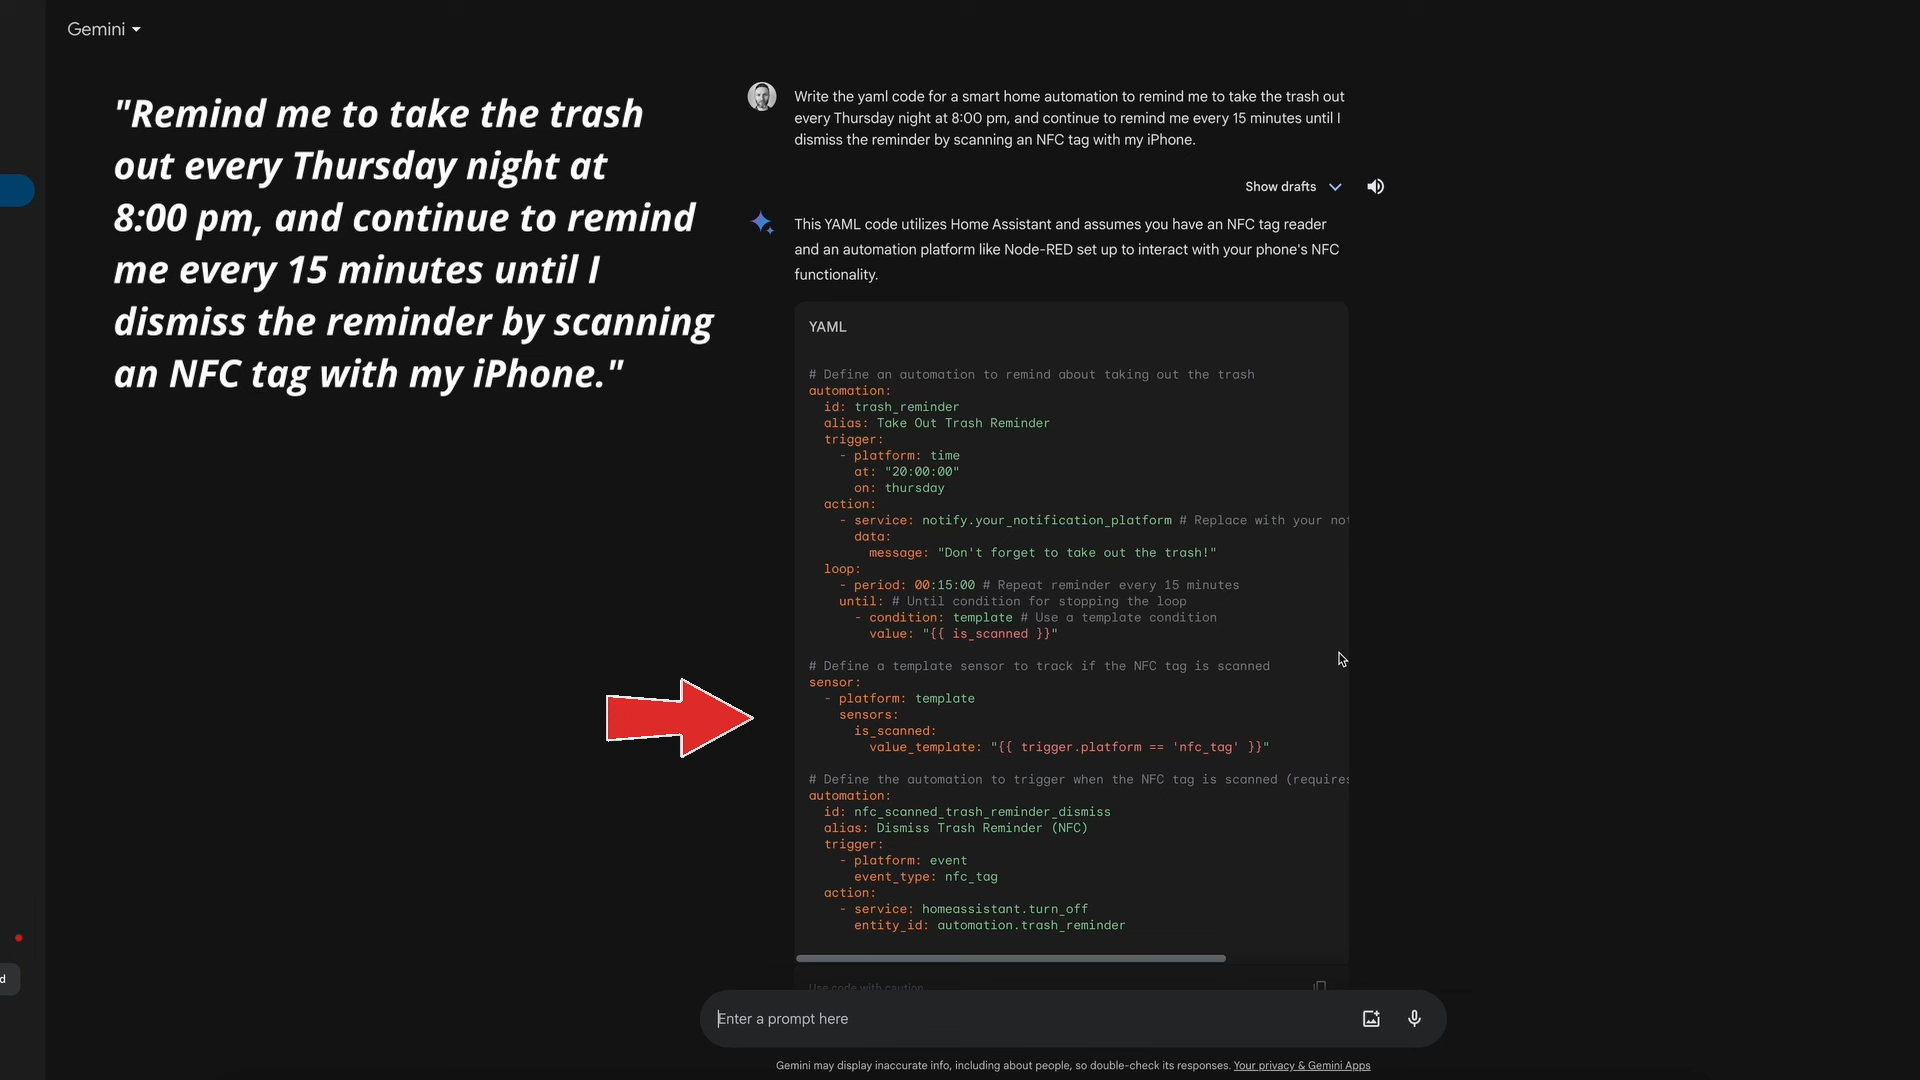 Gemini
"Remind me to take the trash
out every Thursday night at
8:00 pm, and continue to remind
me every 15 minutes until I
dismiss the reminder by scanning
an NFC tag with my iPhone."
Write the yaml code for a smart home automation to remind me to take the trash out
every Thursday night at 8:00 pm, and continue to remind me every 15 minutes until I
dismiss the reminder by scanning an NFC tag with my iPhone.
Show drafts
This YAML code utilizes Home Assistant and assumes you have an NFC tag reader
and an automation platform like Node-RED set up to interact with your phone's NFC
functionality.
YAML
# Define an automation to remind about taking out the trash
automation:
  id: trash_reminder
  alias: Take Out Trash Reminder
  trigger:
    - platform: time
      at: "20:00:00"
      on: thursday
  action:
    - service: notify.your_notification_platform # Replace with your not
      data:
        message: "Don't forget to take out the trash!"
  loop:
    - period: 00:15:00 # Repeat reminder every 15 minutes
    until: # Until condition for stopping the loop
      - condition: template # Use a template condition
        value: "{{ is_scanned }}"
# Define a template sensor to track if the NFC tag is scanned
sensor:
  - platform: template
    sensors:
      is_scanned:
        value_template: "{{ trigger.platform == 'nfc_tag' }}"
# Define the automation to trigger when the NFC tag is scanned (requires
automation:
  id: nfc_scanned_trash_reminder_dismiss
  alias: Dismiss Trash Reminder (NFC)
  trigger:
    - platform: event
      event_type: nfc_tag
  action:
    - service: homeassistant.turn_off
      entity_id: automation.trash_reminder
d
Use code with caution
Enter a prompt here
Gemini may display inaccurate info, including about people, so double-check its responses. Your privacy & Gemini Apps